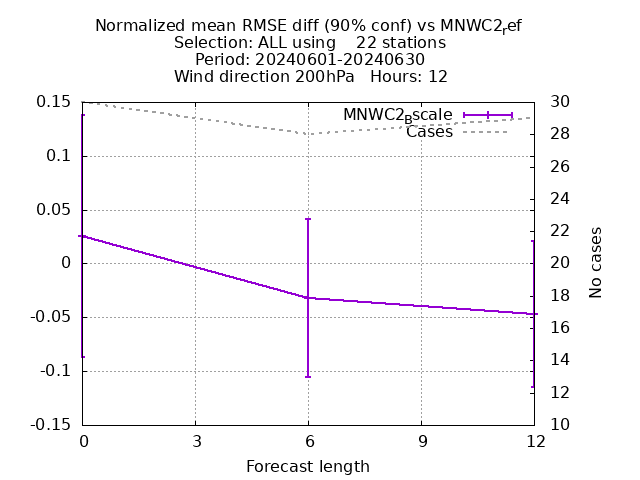 Normalized mean RMSE diff (90% conf) vs MNWC2ref
Selection: ALL using    22 stations
Period: 20240601-20240630
Wind direction 200hPa   Hours: 12
MNWC2Bscale
Cases
0.15
0.1
0.05
0
-0.05
-0.1
-0.15
30
28
26
24
22
20
18
16
14
12
10
No cases
0 3 6 9 12
Forecast length